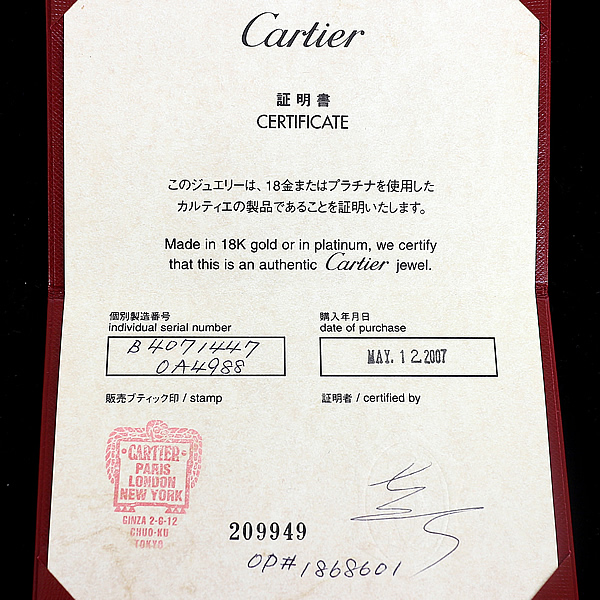 Cartier
証明書
CERTIFICATE
このジュエリーは、18金またはプラチナを使用した
カルティエの製品であることを証明いたします。
Made in 18K gold or in platinum, we certify
that this is an authentic Cartier jewel.
個別製造番号
individual serial number
B4071447
0A4988
購入年月日
date of purchase
MAY. 12.2007
販売ブティック印 / stamp
証明者 / certified by
CARTIER
PARIS
LONDON
NEW YORK
GINZA 2-6-12
CHUO-KU
TOKYO
209949
OP# 1868601